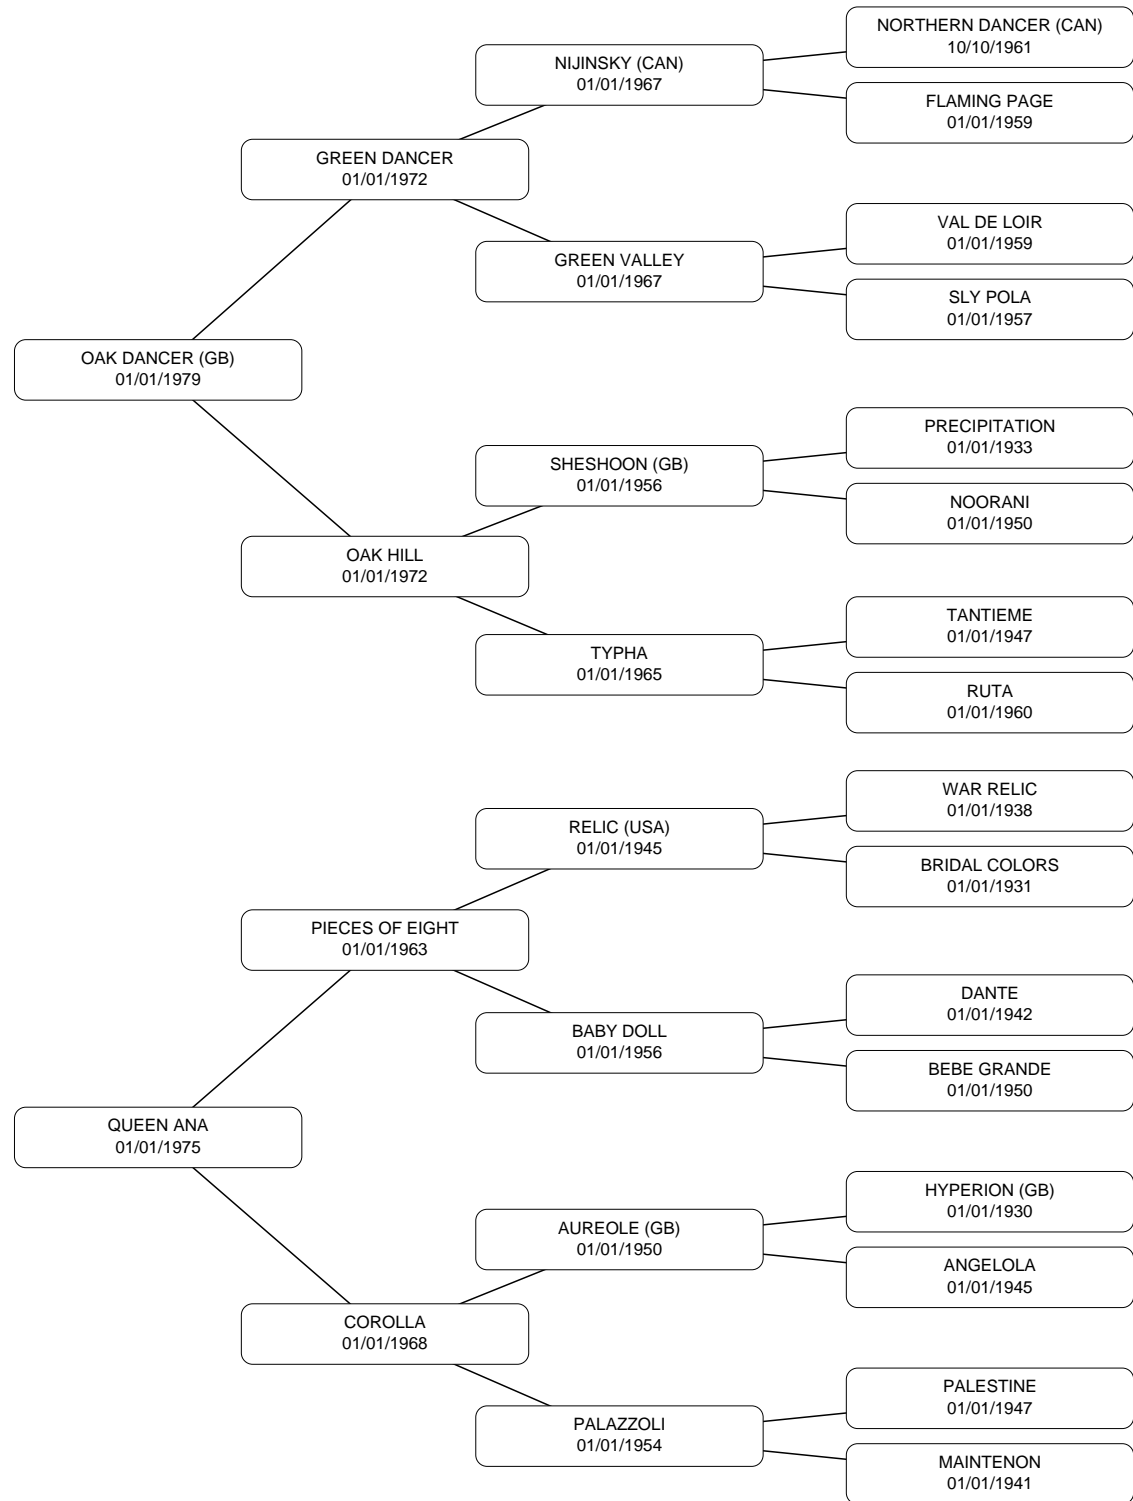 NORTHERN DANCER (CAN)
10/10/1961
NIJINSKY (CAN)
01/01/1967
FLAMING PAGE
01/01/1959
GREEN DANCER
01/01/1972
VAL DE LOIR
01/01/1959
GREEN VALLEY
01/01/1967
SLY POLA
01/01/1957
OAK DANCER (GB)
01/01/1979
PRECIPITATION
01/01/1933
SHESHOON (GB)
01/01/1956
NOORANI
01/01/1950
OAK HILL
01/01/1972
TANTIEME
01/01/1947
TYPHA
01/01/1965
RUTA
01/01/1960
WAR RELIC
01/01/1938
RELIC (USA)
01/01/1945
BRIDAL COLORS
01/01/1931
PIECES OF EIGHT
01/01/1963
DANTE
01/01/1942
BABY DOLL
01/01/1956
BEBE GRANDE
01/01/1950
QUEEN ANA
01/01/1975
HYPERION (GB)
01/01/1930
AUREOLE (GB)
01/01/1950
ANGELOLA
01/01/1945
COROLLA
01/01/1968
PALESTINE
01/01/1947
PALAZZOLI
01/01/1954
MAINTENON
01/01/1941